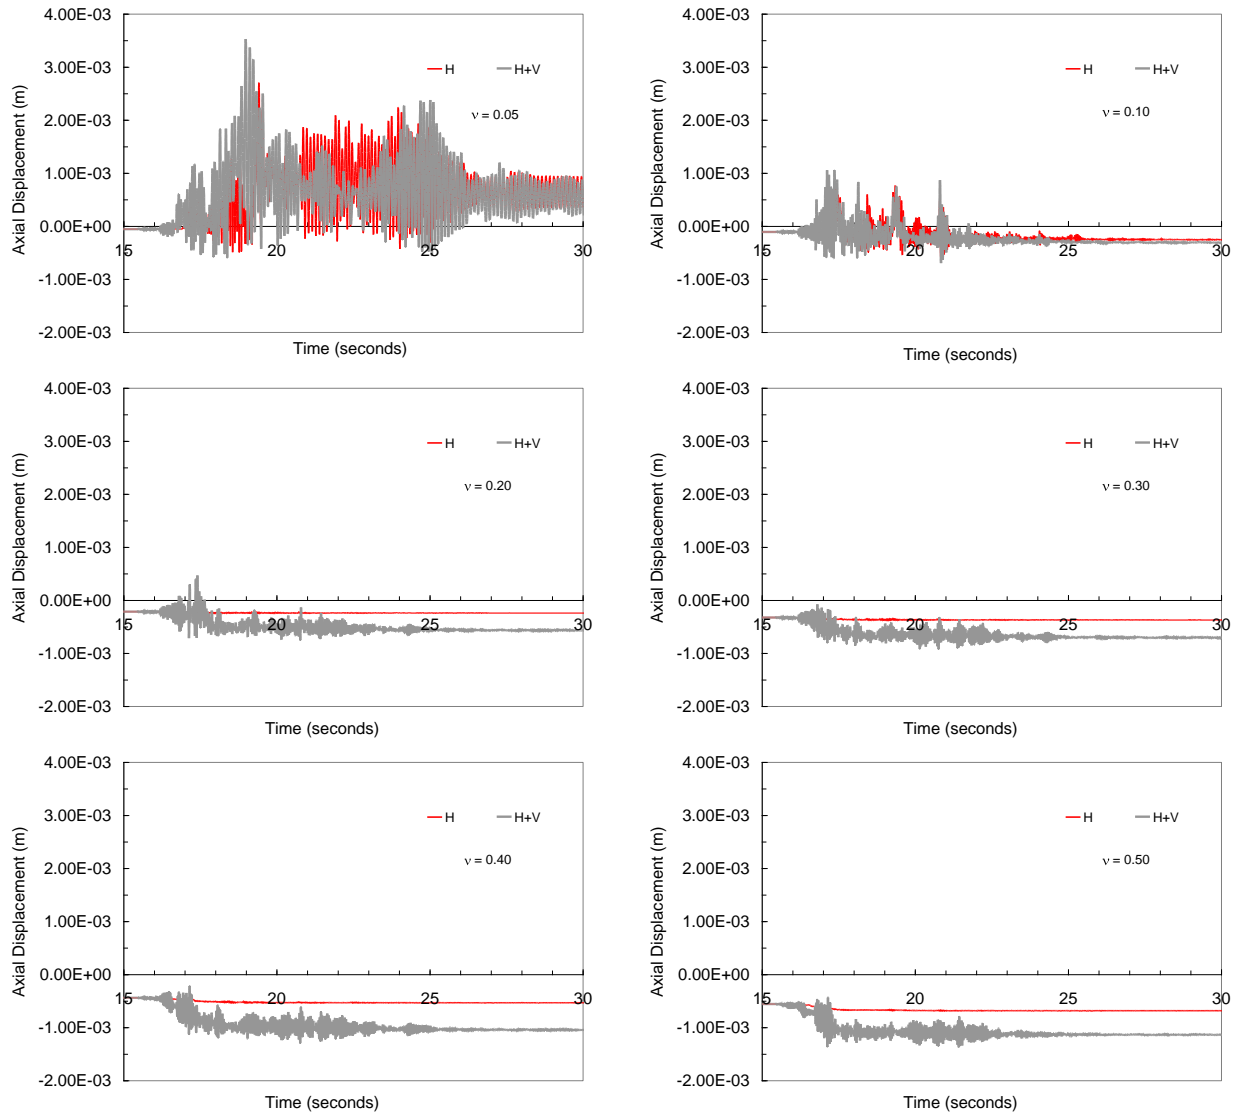 4.00E-03
3.00E-03
2.00E-03
1.00E-03
0.00E+00
-1.00E-03
-2.00E-03
15
20
25
30
Axial Displacement (m)
Time (seconds)
H
H+V
ν = 0.05
4.00E-03
3.00E-03
2.00E-03
1.00E-03
0.00E+00
-1.00E-03
-2.00E-03
15
20
25
30
Axial Displacement (m)
Time (seconds)
H
H+V
ν = 0.10
4.00E-03
3.00E-03
2.00E-03
1.00E-03
0.00E+00
-1.00E-03
-2.00E-03
15
20
25
30
Axial Displacement (m)
Time (seconds)
H
H+V
ν = 0.20
4.00E-03
3.00E-03
2.00E-03
1.00E-03
0.00E+00
-1.00E-03
-2.00E-03
15
20
25
30
Axial Displacement (m)
Time (seconds)
H
H+V
ν = 0.30
4.00E-03
3.00E-03
2.00E-03
1.00E-03
0.00E+00
-1.00E-03
-2.00E-03
15
20
25
30
Axial Displacement (m)
Time (seconds)
H
H+V
ν = 0.40
4.00E-03
3.00E-03
2.00E-03
1.00E-03
0.00E+00
-1.00E-03
-2.00E-03
15
20
25
30
Axial Displacement (m)
Time (seconds)
H
H+V
ν = 0.50